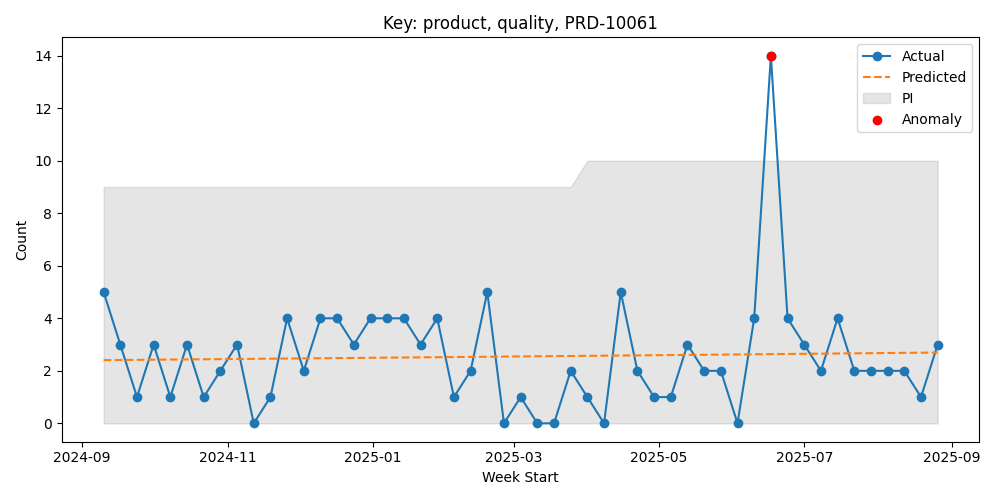 Key: product, quality, PRD-10061
Actual
Predicted
PI
Anomaly
Count
14
12
10
8
6
4
2
0
2024-09
2024-11
2025-01
2025-03
2025-05
2025-07
2025-09
Week Start